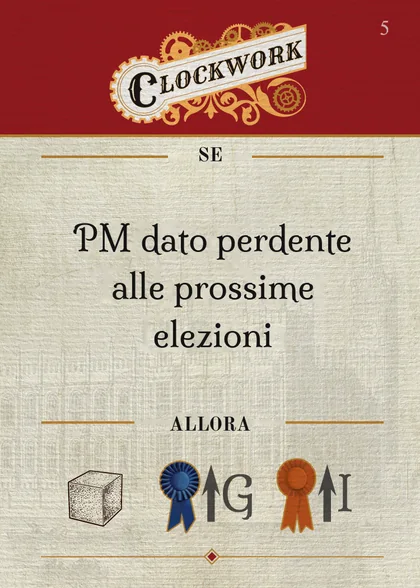 5
CLOCKWORK
SE
PM dato perdente
alle prossime
elezioni
ALLORA
G I